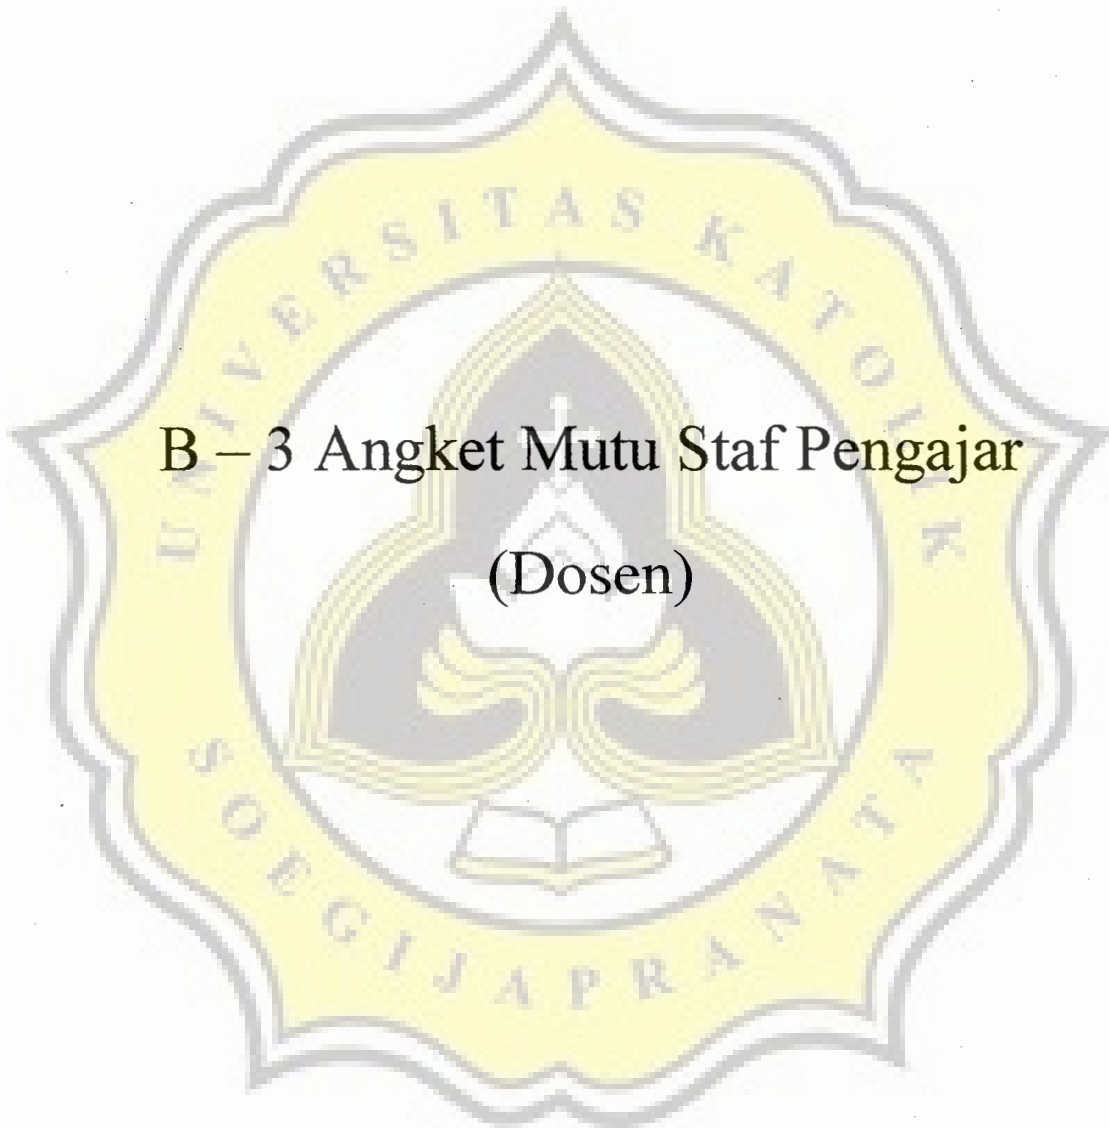 UNIVERSITAS KATOLIK
B – 3 Angket Mutu Staf Pengajar
(Dosen)
SOEGIJAPRANATA